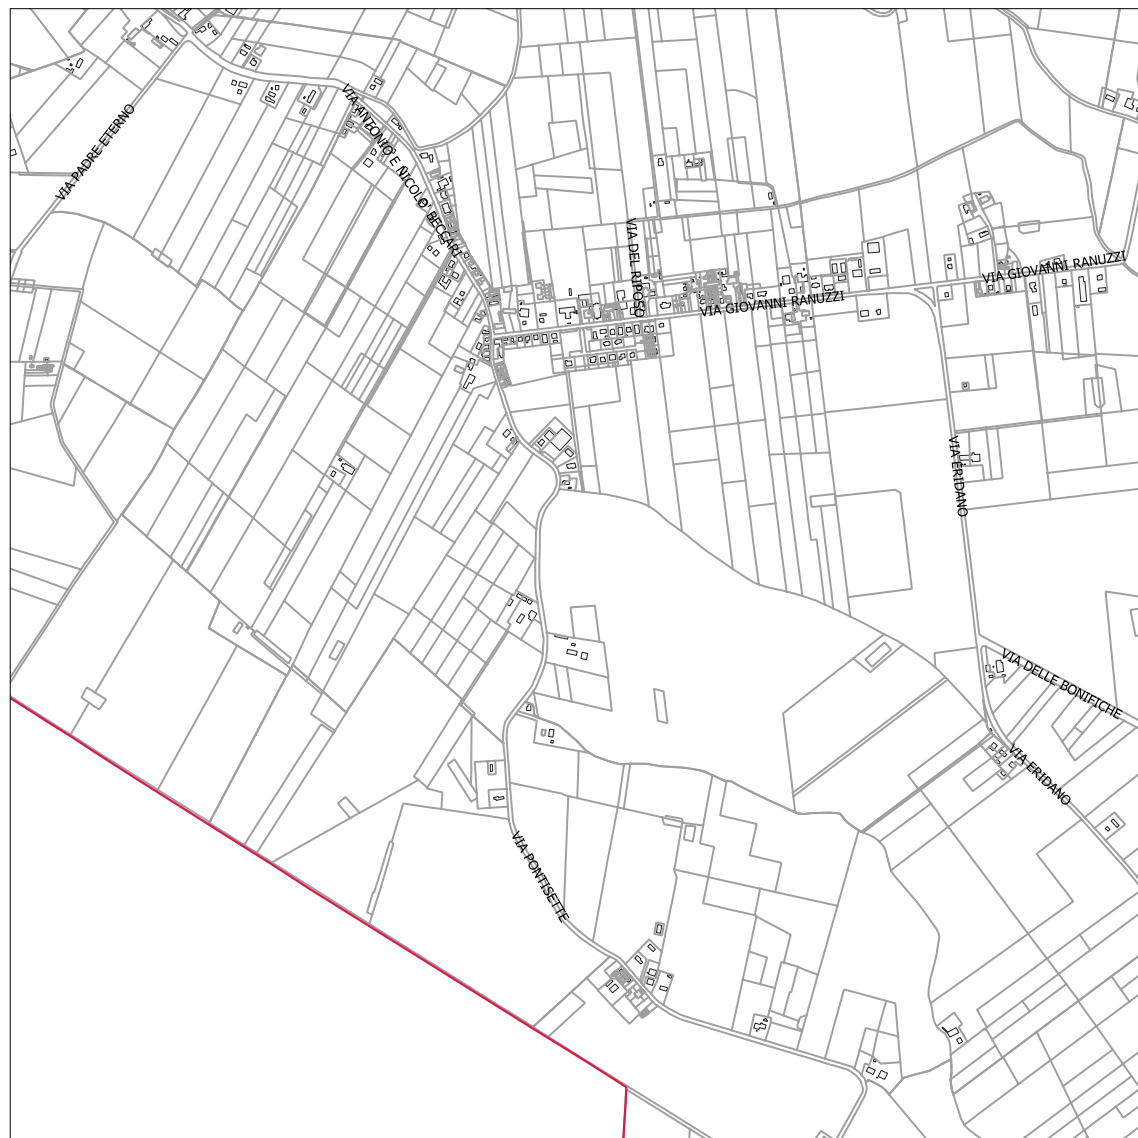 VIA ANTONIO E NICOLO' BECCARI
VIA PADRE ETERNO
VIA DEL RIPOSO
VIA GIOVANNI RANUZZI
VIA GIOVANNI RANUZZI
VIA ERIDANO
VIA DELLE BONIFICHE
VIA ERIDANO
VIA PONTISETTE